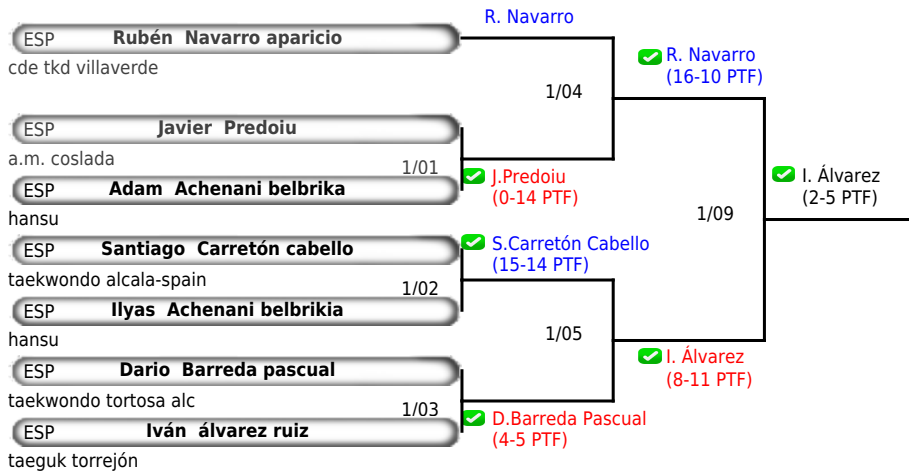 R. Navarro
ESP Rubén Navarro aparicio
cde tkd villaverde
R. Navarro
(16-10 PTF)
1/04
ESP Javier Predoiu
a.m. coslada
1/01
J.Predoiu
(0-14 PTF)
ESP Adam Achenani belbrika
hansu
I. Álvarez
(2-5 PTF)
1/09
ESP Santiago Carretón cabello
taekwondo alcala-spain
S.Carretón Cabello
(15-14 PTF)
1/02
ESP Ilyas Achenani belbrikia
hansu
1/05
I. Álvarez
(8-11 PTF)
ESP Dario Barreda pascual
taekwondo tortosa alc
1/03
D.Barreda Pascual
(4-5 PTF)
ESP Iván álvarez ruiz
taeguk torrejón